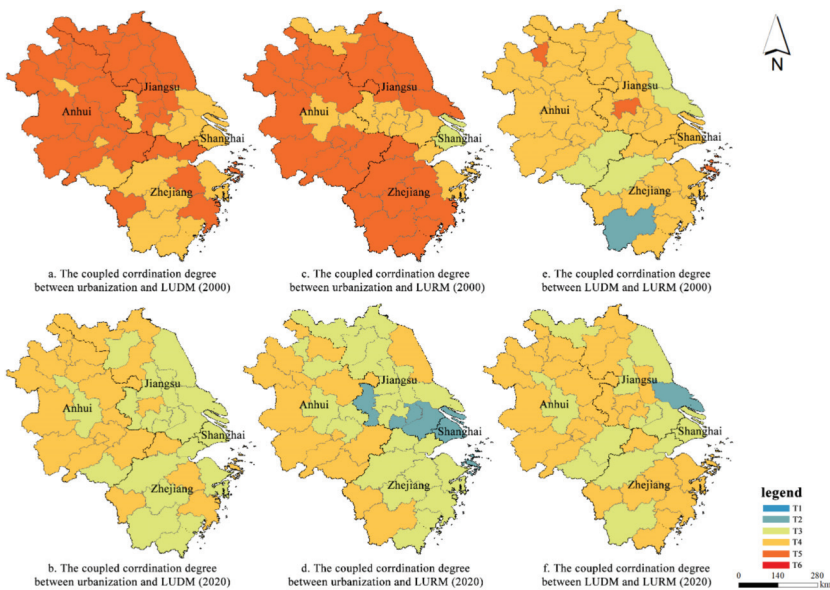 Jiangsu
Anhui
Shanghai
Zhejiang
a. The coupled corrdination degree
between urbanization and LUDM (2000)
Jiangsu
Anhui
Shanghai
Zhejiang
c. The coupled corrdination degree
between urbanization and LURM (2000)
Jiangsu
Anhui
Shanghai
Zhejiang
e. The coupled corrdination degree
between LUDM and LURM (2000)
N
Jiangsu
Anhui
Shanghai
Zhejiang
b. The coupled corrdination degree
between urbanization and LUDM (2020)
Jiangsu
Anhui
Shanghai
Zhejiang
d. The coupled corrdination degree
between urbanization and LURM (2020)
Jiangsu
Anhui
Shanghai
Zhejiang
f. The coupled corrdination degree
between LUDM and LURM (2020)
legend
T1
T2
T3
T4
T5
T6
0 140 280
km